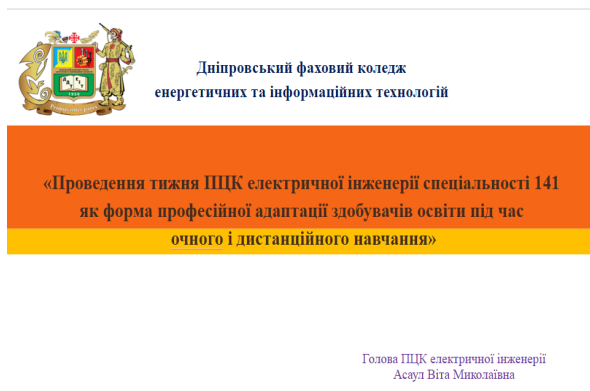 Дніпровський фаховий коледж
енергетичних та інформаційних технологій
«Проведення тижня ПЦК електричної інженерії спеціальності 141
як форма професійної адаптації здобувачів освіти під час
очного і дистанційного навчання»
Голова ПЦК електричної інженерії
Асаул Віта Миколаївна